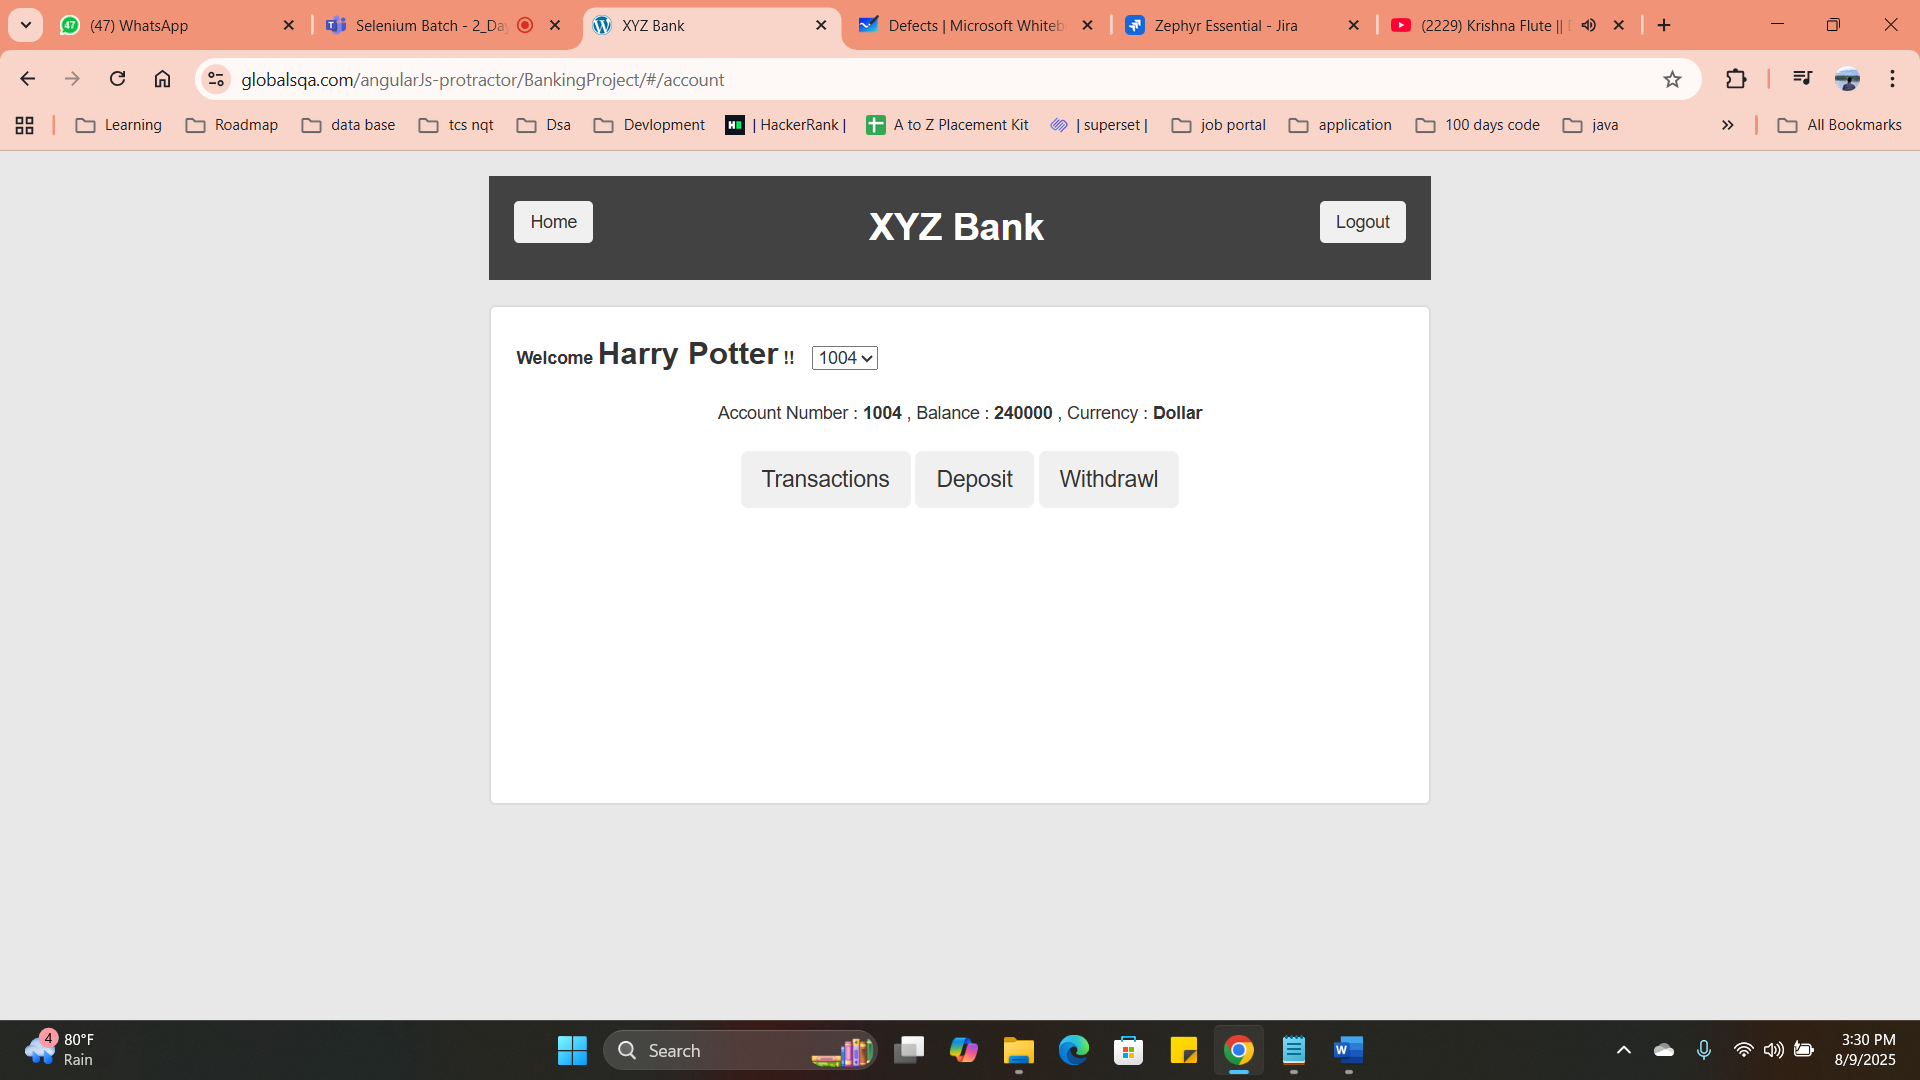 (47) WhatsApp
Selenium Batch - 2_Da
XYZ Bank
Defects | Microsoft Whiteb
Zephyr Essential - Jira
(2229) Krishna Flute ||
globalsqa.com/angularJs-protractor/BankingProject/#/account
Learning Roadmap data base tcs nqt Dsa Devlopment | HackerRank | A to Z Placement Kit | superset | job portal application 100 days code java » All Bookmarks
Home XYZ Bank Logout
Welcome Harry Potter !! 1004
Account Number : 1004 , Balance : 240000 , Currency : Dollar
Transactions Deposit Withdrawl
4 80°F
Rain
Search
3:30 PM
8/9/2025